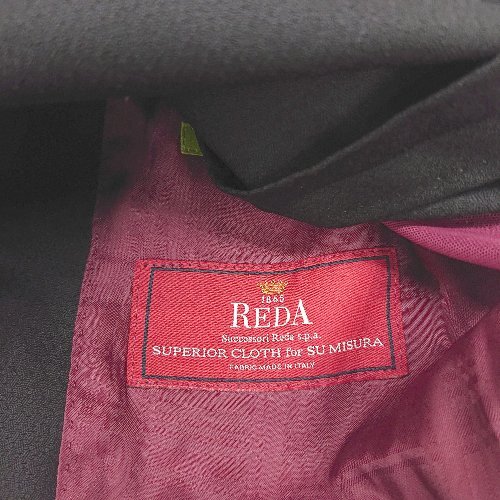 1865
REDA
Successori Reda s.p.a.
SUPERIOR CLOTH for SU MISURA
FABRIC MADE IN ITALY